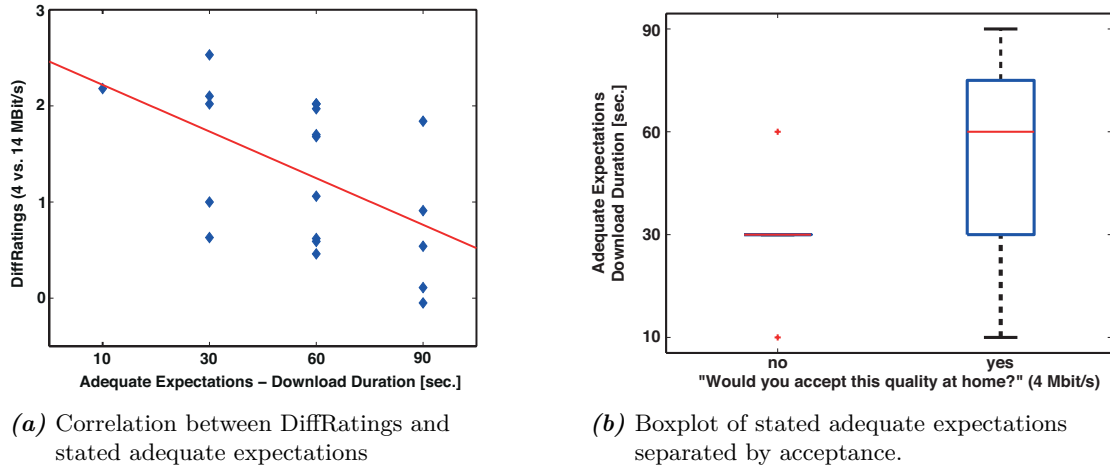 3
2
1
0
10
30
60
90
DiffRatings (4 vs. 14 MBit/s)
Adequate Expectations – Download Duration [sec.]
(a) Correlation between DiffRatings and
stated adequate expectations
90
60
30
10
Adequate Expectations
Download Duration [sec.]
no
yes
"Would you accept this quality at home?" (4 Mbit/s)
(b) Boxplot of stated adequate expectations
separated by acceptance.